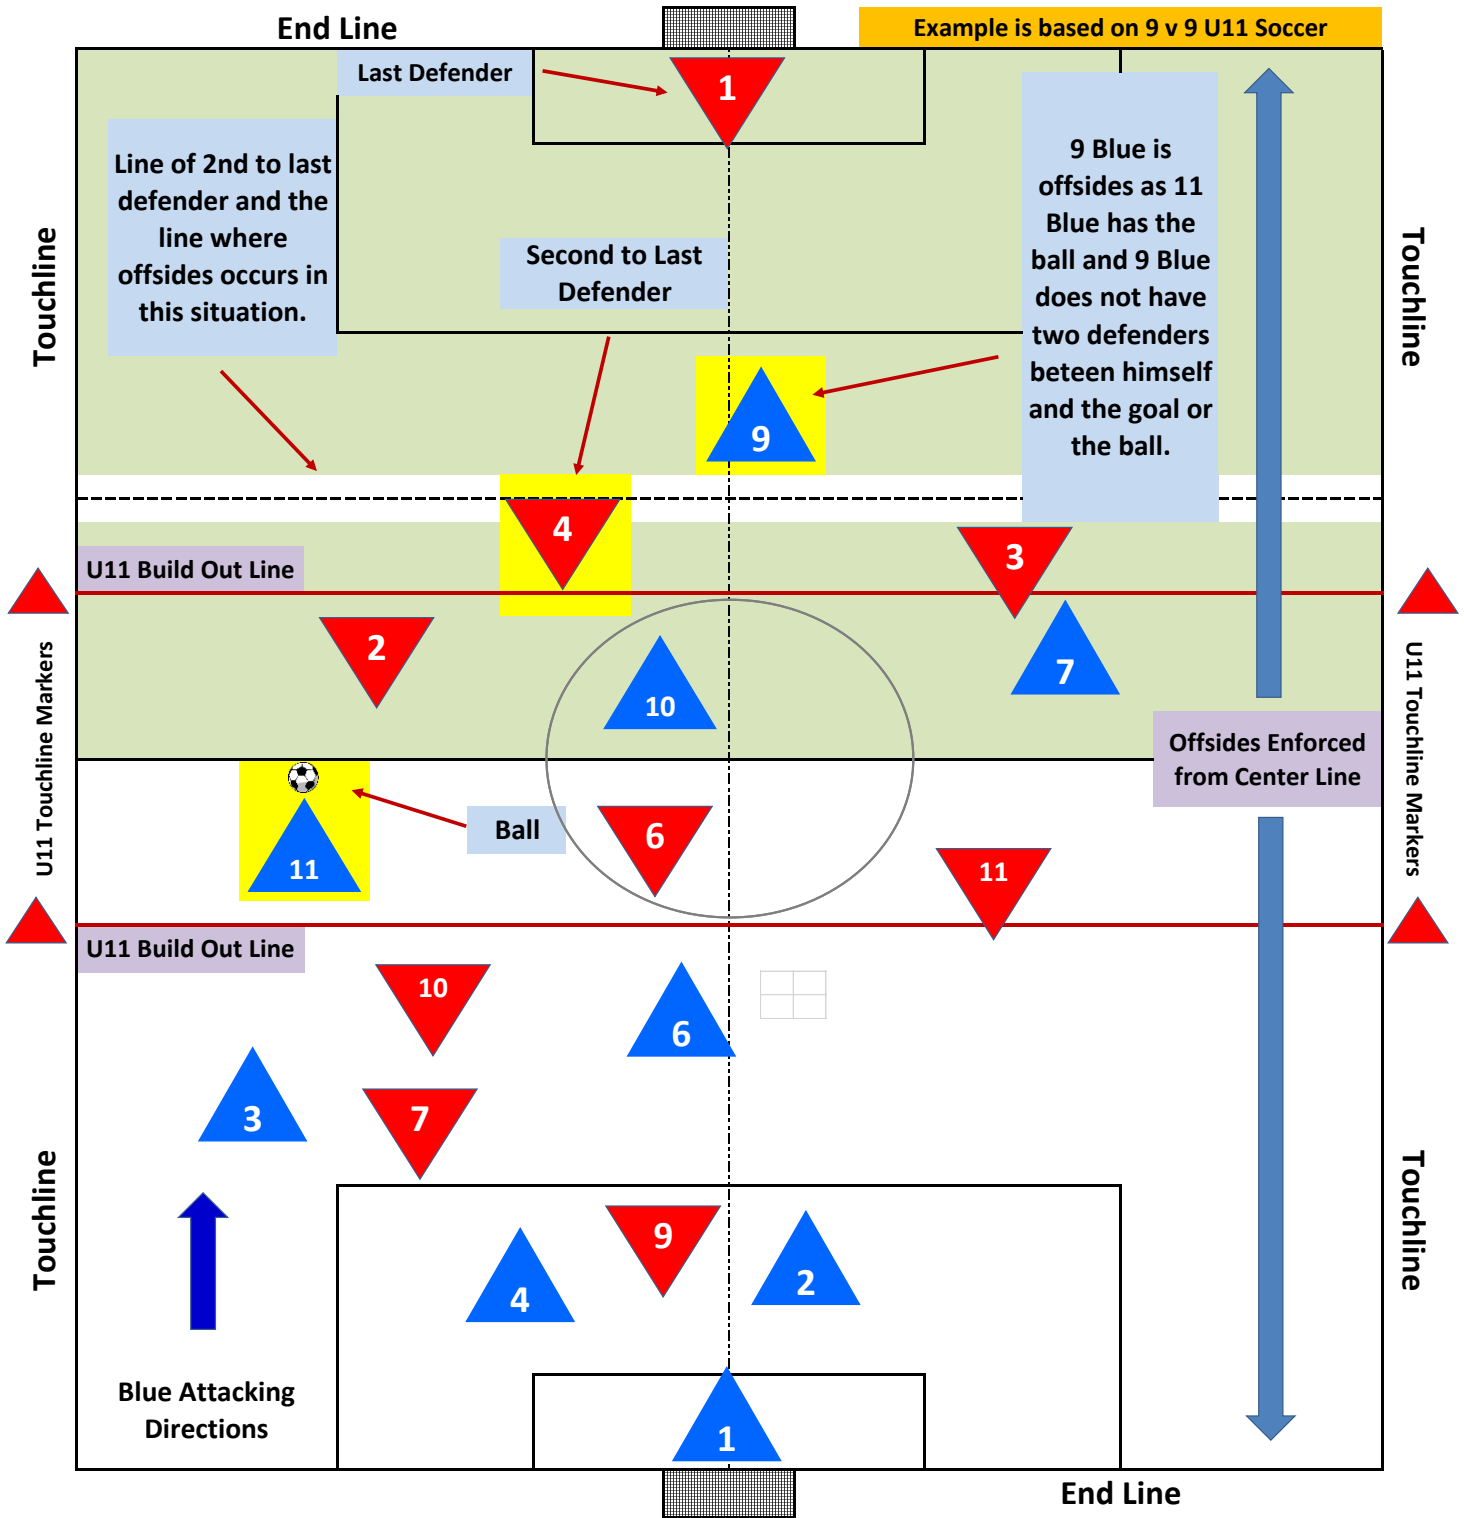 End Line
Example is based on 9 v 9 U11 Soccer
Last Defender
1
Line of 2nd to last
defender and the
line where
offsides occurs in
this situation.
9 Blue is
offsides as 11
Blue has the
ball and 9 Blue
does not have
two defenders
beteen himself
and the goal or
the ball.
Touchline
Touchline
Second to Last
Defender
9
4
3
U11 Build Out Line
2
10
7
U11 Touchline Markers
U11 Touchline Markers
Offsides Enforced
from Center Line
Ball
11
6
11
U11 Build Out Line
10
6
3
7
Touchline
Touchline
9
4
2
Blue Attacking
Directions
1
End Line